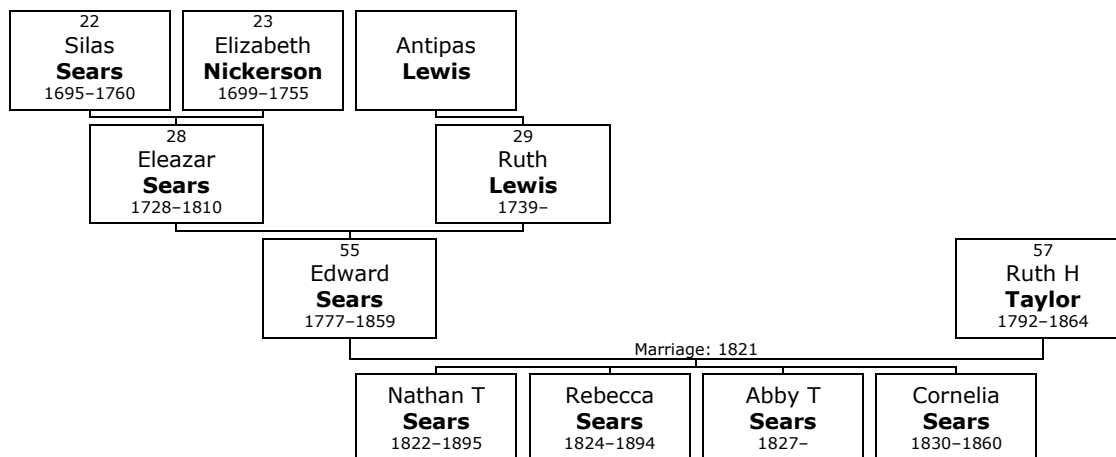 22
Silas
Sears
1695–1760
23
Elizabeth
Nickerson
1699–1755
Antipas
Lewis
28
Eleazar
Sears
1728–1810
29
Ruth
Lewis
1739–
55
Edward
Sears
1777–1859
57
Ruth H
Taylor
1792–1864
Marriage: 1821
Nathan T
Sears
1822–1895
Rebecca
Sears
1824–1894
Abby T
Sears
1827–
Cornelia
Sears
1830–1860